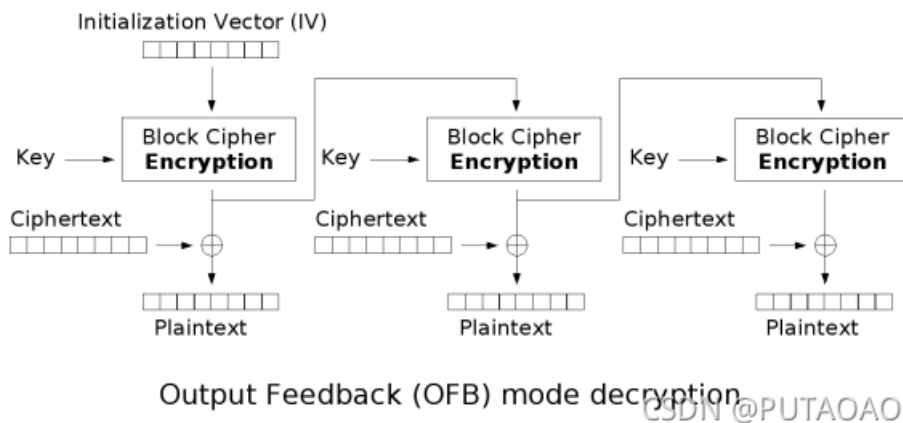 Initialization Vector (IV)
Block Cipher
Encryption
Key
Block Cipher
Encryption
Key
Block Cipher
Encryption
Key
Ciphertext
Ciphertext
Ciphertext
Plaintext
Plaintext
Plaintext
Output Feedback (OFB) mode decryption
CSDN @PUTAOAO